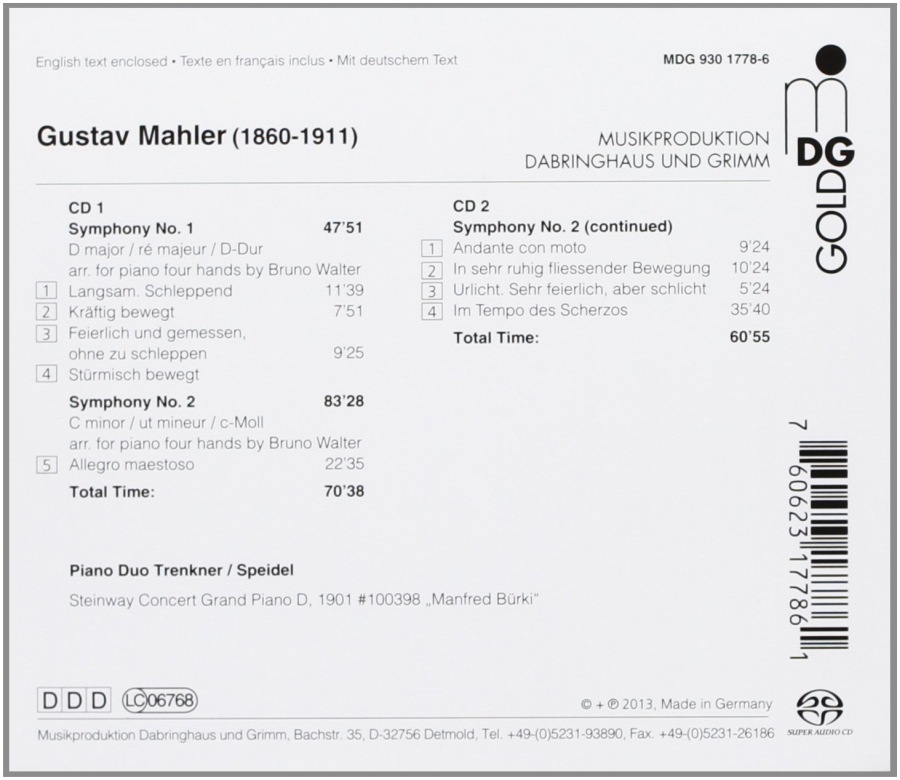 English text enclosed • Texte en français inclus • Mit deutschem Text
MDG 930 1778-6
Gustav Mahler (1860-1911)
MUSIKPRODUKTION
DABRINGHAUS UND GRIMM
m
DG
GOLD
CD 1
Symphony No. 1 47'51
D major / ré majeur / D-Dur
arr. for piano four hands by Bruno Walter
1 Langsam. Schleppend 11'39
2 Kräftig bewegt 7'51
3 Feierlich und gemessen,
ohne zu schleppen 9'25
4 Stürmisch bewegt
Symphony No. 2 83'28
C minor / ut mineur / c-Moll
arr. for piano four hands by Bruno Walter
5 Allegro maestoso 22'35
Total Time: 70'38
CD 2
Symphony No. 2 (continued)
1 Andante con moto 9'24
2 In sehr ruhig fliessender Bewegung 10'24
3 Urlicht. Sehr feierlich, aber schlicht 5'24
4 Im Tempo des Scherzos 35'40
Total Time: 60'55
7 60623 17786 1
Piano Duo Trenkner / Speidel
Steinway Concert Grand Piano D, 1901 #100398 „Manfred Bürki"
D D D LC 06768
© + ℗ 2013, Made in Germany
SUPER AUDIO CD
Musikproduktion Dabringhaus und Grimm, Bachstr. 35, D-32756 Detmold, Tel. +49-(0)5231-93890, Fax. +49-(0)5231-26186